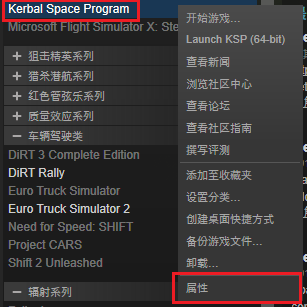 Kerbal Space Program
Microsoft Flight Simulator X: Ste
狙击精英系列
猎杀潜航系列
红色管弦乐系列
质量效应系列
车辆驾驶类
DiRT 3 Complete Edition
DiRT Rally
Euro Truck Simulator
Euro Truck Simulator 2
Need for Speed: SHIFT
Project CARS
Shift 2 Unleashed
辐射系列
开始游戏...
Launch KSP (64-bit)
查看新闻
浏览社区中心
查看论坛
查看社区指南
撰写评测
添加至收藏夹
设置分类...
创建桌面快捷方式
备份游戏文件...
卸载...
属性